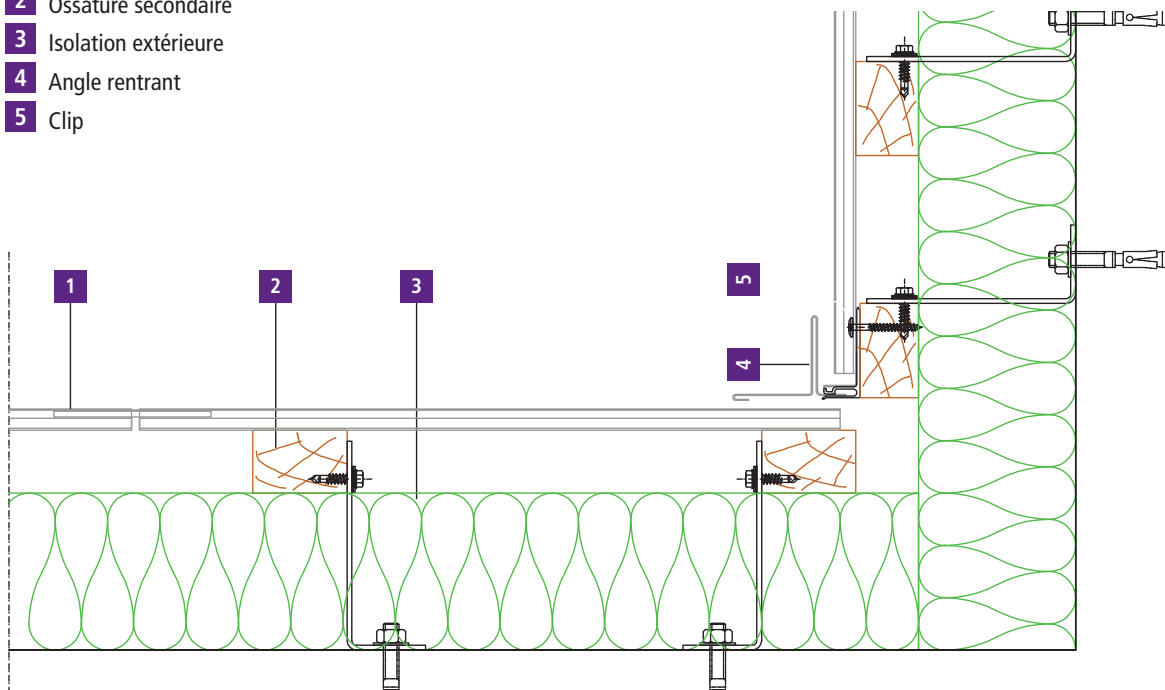 2 Ossature secondaire
3 Isolation extérieure
4 Angle rentrant
5 Clip
1
2
3
5
4